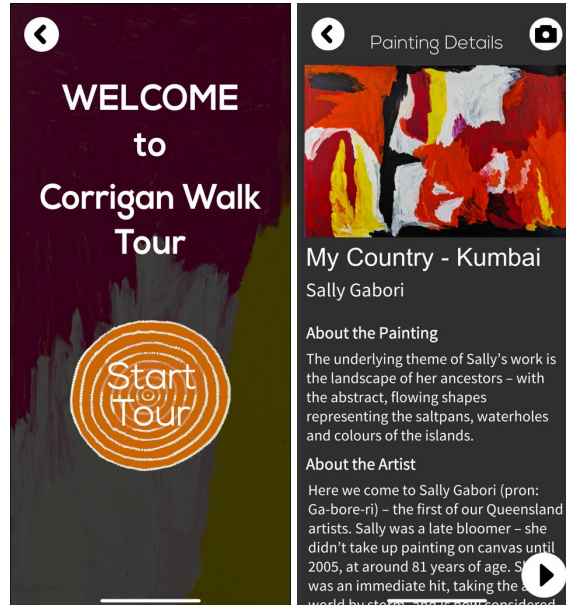 WELCOME
to
Corrigan Walk
Tour
Start
Tour
Painting Details
My Country - Kumbai
Sally Gabori
About the Painting
The underlying theme of Sally’s work is
the landscape of her ancestors – with
the abstract, flowing shapes
representing the saltpans, waterholes
and colours of the islands.
About the Artist
Here we come to Sally Gabori (pron:
Ga-bore-ri) – the first of our Queensland
artists. Sally was a late bloomer – she
didn’t take up painting on canvas until
2005, at around 81 years of age.
was an immediate hit, taking the
world by storm, and is now considered